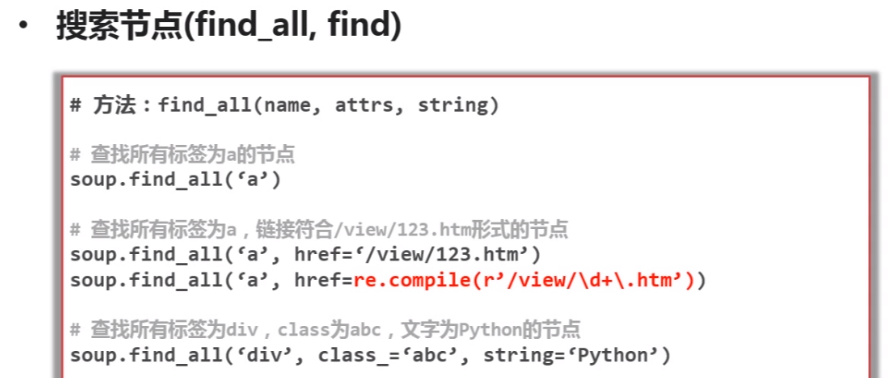 • 搜索节点(find_all, find)
# 方法：find_all(name, attrs, string)
# 查找所有标签为a的节点
soup.find_all(‘a’)
# 查找所有标签为a，链接符合/view/123.htm形式的节点
soup.find_all(‘a’, href=‘/view/123.htm’)
soup.find_all(‘a’, href=re.compile(r’/view/\d+\.htm’))
# 查找所有标签为div，class为abc，文字为Python的节点
soup.find_all(‘div’, class_=‘abc’, string=‘Python’)